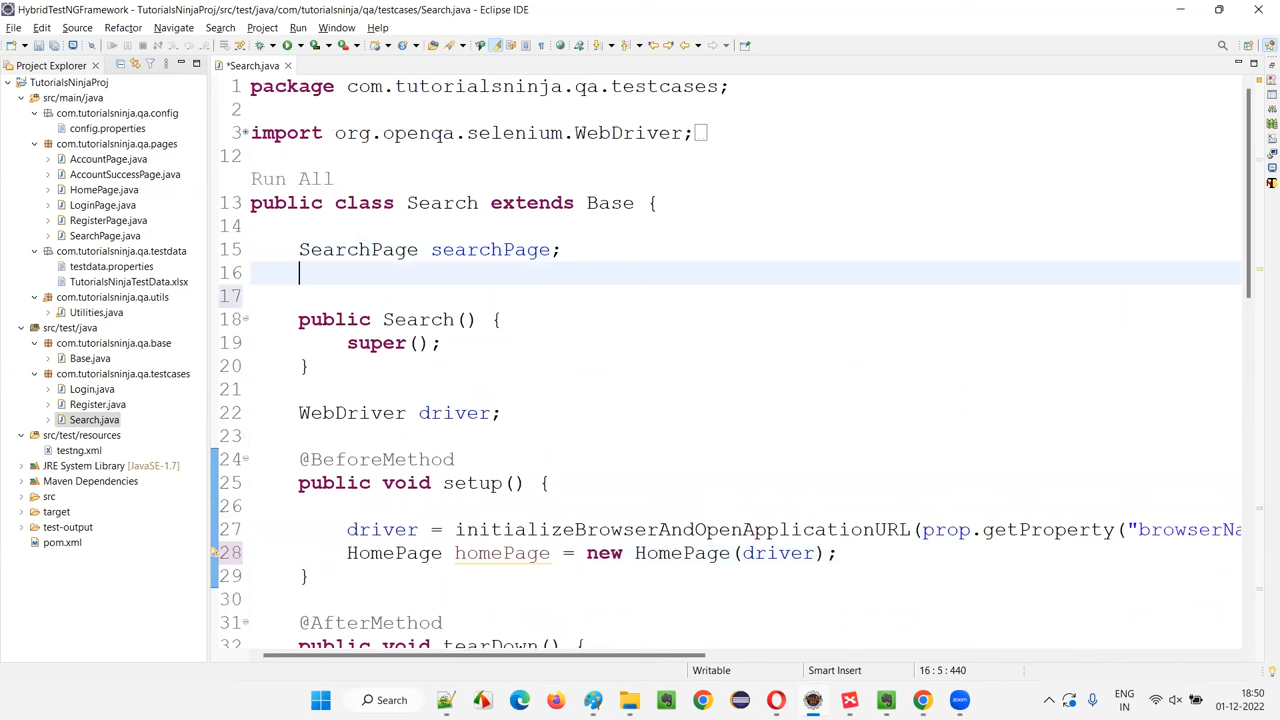 HybridTestNGFramework - TutorialsNinjaProj/src/test/java/com/tutorialsninja/qa/testcases/Search.java - Eclipse IDE
File Edit Source Refactor Navigate Search Project Run Window Help
Project Explorer
*Search.java
TutorialsNinjaProj
src/main/java
com.tutorialsninja.qa.config
config.properties
com.tutorialsninja.qa.pages
AccountPage.java
AccountSuccessPage.java
HomePage.java
LoginPage.java
RegisterPage.java
SearchPage.java
com.tutorialsninja.qa.testdata
testdata.properties
TutorialsNinjaTestData.xlsx
com.tutorialsninja.qa.utils
Utilities.java
src/test/java
com.tutorialsninja.qa.base
Base.java
com.tutorialsninja.qa.testcases
Login.java
Register.java
Search.java
src/test/resources
testng.xml
JRE System Library [JavaSE-1.7]
Maven Dependencies
src
target
test-output
pom.xml
1 package com.tutorialsninja.qa.testcases;
2
3 import org.openqa.selenium.WebDriver;
12
Run All
13 public class Search extends Base {
14
15 SearchPage searchPage;
16
17
18 public Search() {
19 super();
20 }
21
22 WebDriver driver;
23
24 @BeforeMethod
25 public void setup() {
26
27 driver = initializeBrowserAndOpenApplicationURL(prop.getProperty("browserNa
28 HomePage homePage = new HomePage(driver);
29 }
30
31 @AfterMethod
32 public void tearDown() {
Writable Smart Insert 16 : 5 : 440
Search
ENG
IN
18:50
01-12-2022